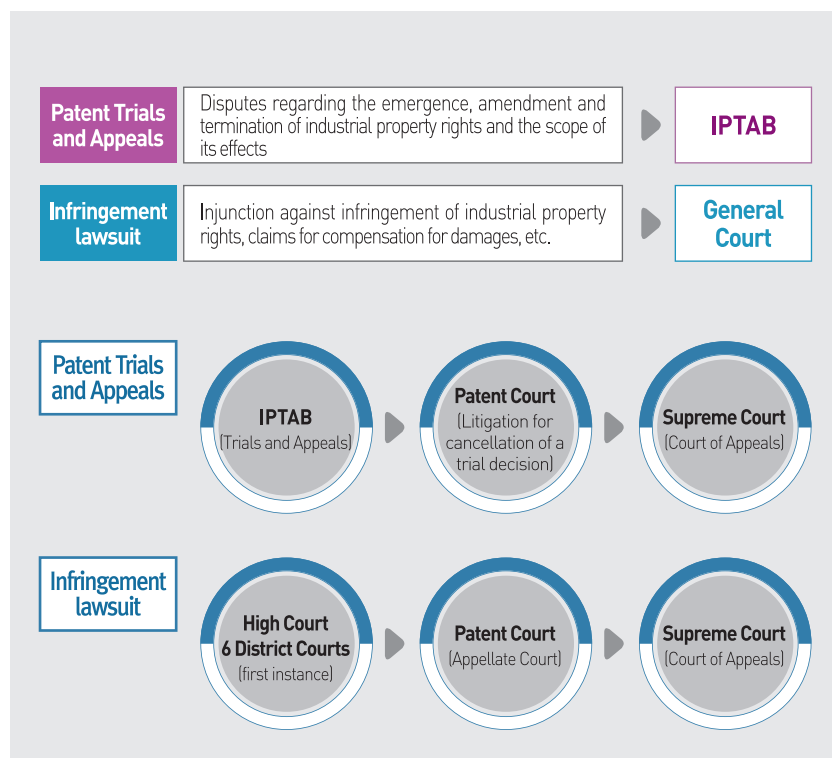 Patent Trials
and Appeals
Disputes regarding the emergence, amendment and
termination of industrial property rights and the scope of
its effects
IPTAB
Infringement
lawsuit
Injunction against infringement of industrial property
rights, claims for compensation for damages, etc.
General
Court
Patent Trials
and Appeals
IPTAB
(Trials and Appeals)
Patent Court
(Litigation for
cancellation of a
trial decision)
Supreme Court
(Court of Appeals)
Infringement
lawsuit
High Court
6 District Courts
(first instance)
Patent Court
(Appellate Court)
Supreme Court
(Court of Appeals)